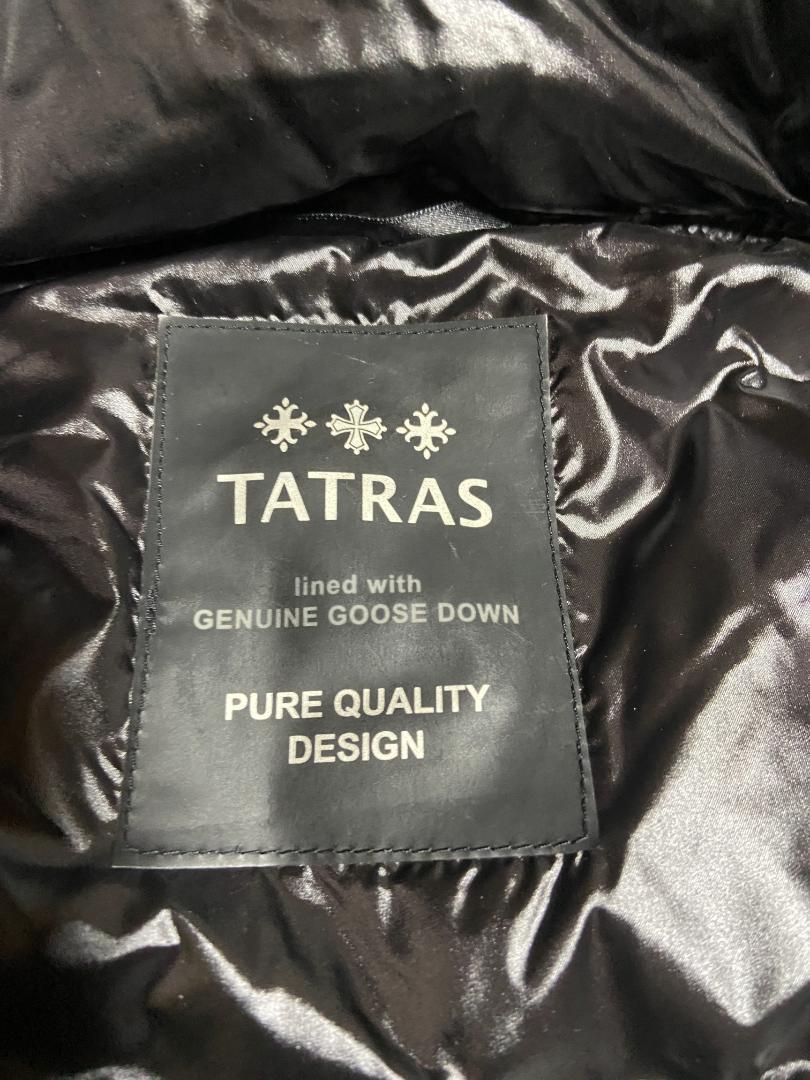 TATRAS
lined with
GENUINE GOOSE DOWN
PURE QUALITY
DESIGN